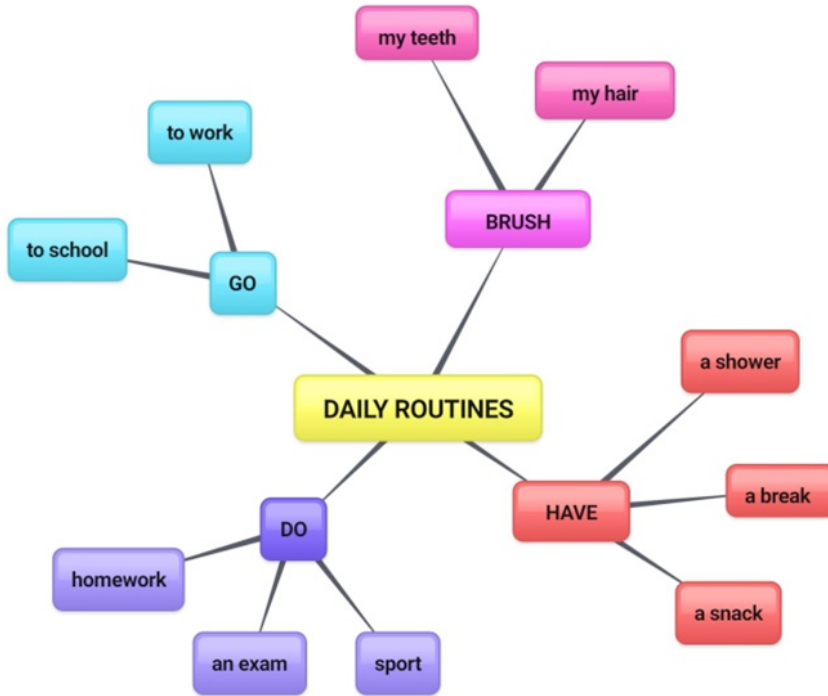 my teeth
my hair
to work
BRUSH
to school
GO
a shower
DAILY ROUTINES
a break
HAVE
DO
homework
a snack
an exam
sport